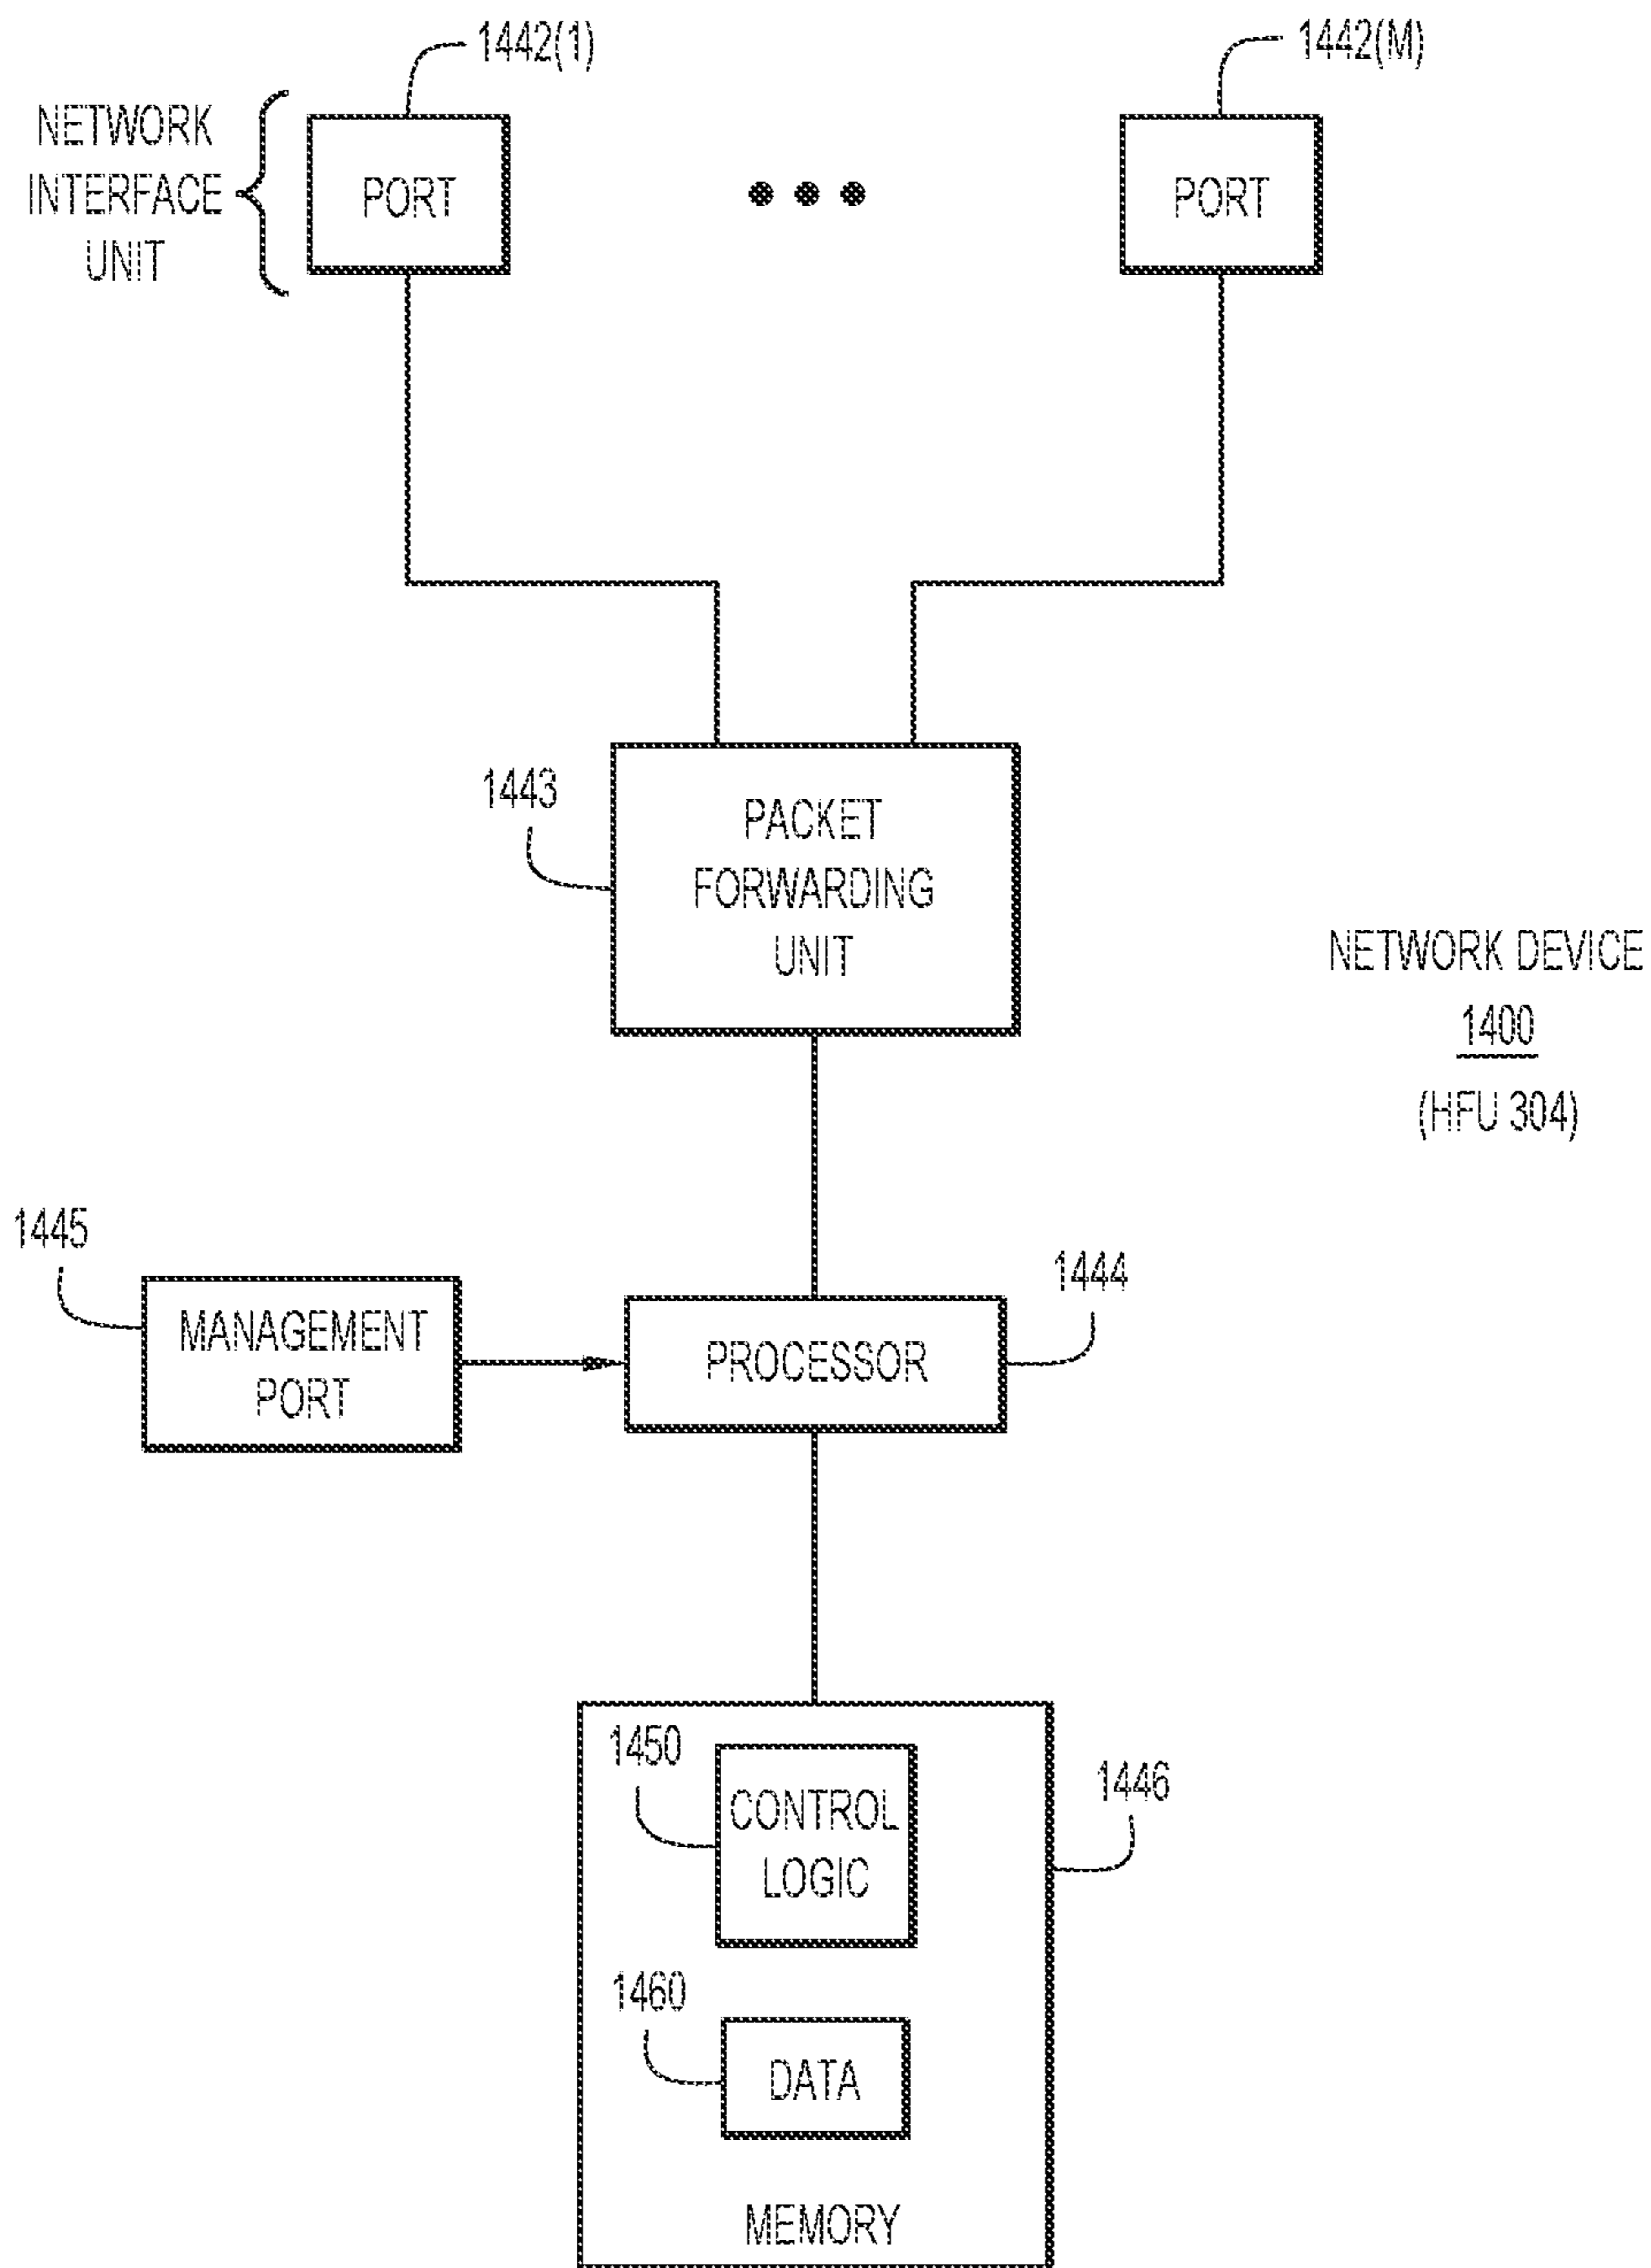 1442(1)
1442(M)
NETWORK
INTERFACE
UNIT
PORT
PORT
1443
PACKET
FORWARDING
UNIT
NETWORK DEVICE
1400
(HFU 304)
1445
MANAGEMENT
PORT
1444
PROCESSOR
1450
CONTROL
LOGIC
1446
1460
DATA
MEMORY